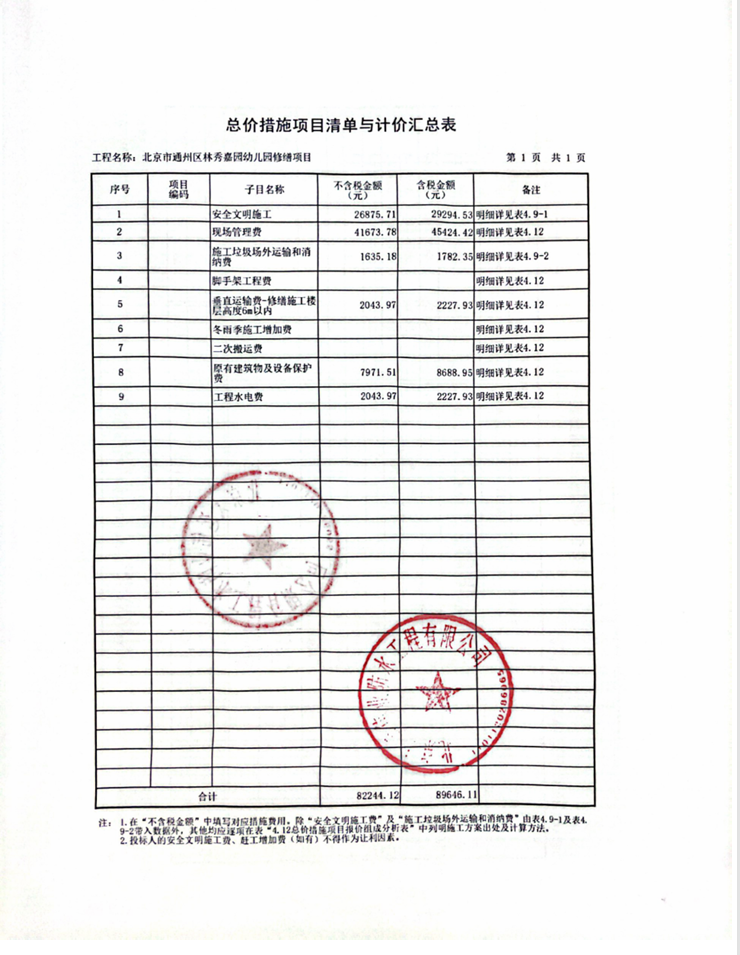 总价措施项目清单与计价汇总表
工程名称：北京市通州区林秀嘉园幼儿园修缮项目 第 1 页 共 1 页
序号 项目编码 子目名称 不含税金额（元） 含税金额（元） 备注
1 安全文明施工 26875.71 29294.53 明细详见表4.9-1
2 现场管理费 41673.78 45424.42 明细详见表4.12
3 施工垃圾场外运输和消纳费 1635.18 1782.35 明细详见表4.9-2
4 脚手架工程费 明细详见表4.12
5 垂直运输费-修缮施工楼层高度6m以内 2043.97 2227.93 明细详见表4.12
6 冬雨季施工增加费 明细详见表4.12
7 二次搬运费 明细详见表4.12
8 原有建筑物及设备保护费 7971.51 8688.95 明细详见表4.12
9 工程水电费 2043.97 2227.93 明细详见表4.12
防水工程有限公司
合计 82244.12 89646.11
注： 1.在“不含税金额”中填写对应措施费用。除“安全文明施工费”及“施工垃圾场外运输和消纳费”由表4.9-1及表4.
9-2带入数据外，其他均应逐项在表“4.12总价措施项目报价组成分析表”中列明施工方案出处及计算方法。
2.投标人的安全文明施工费、赶工增加费（如有）不得作为让利因素。